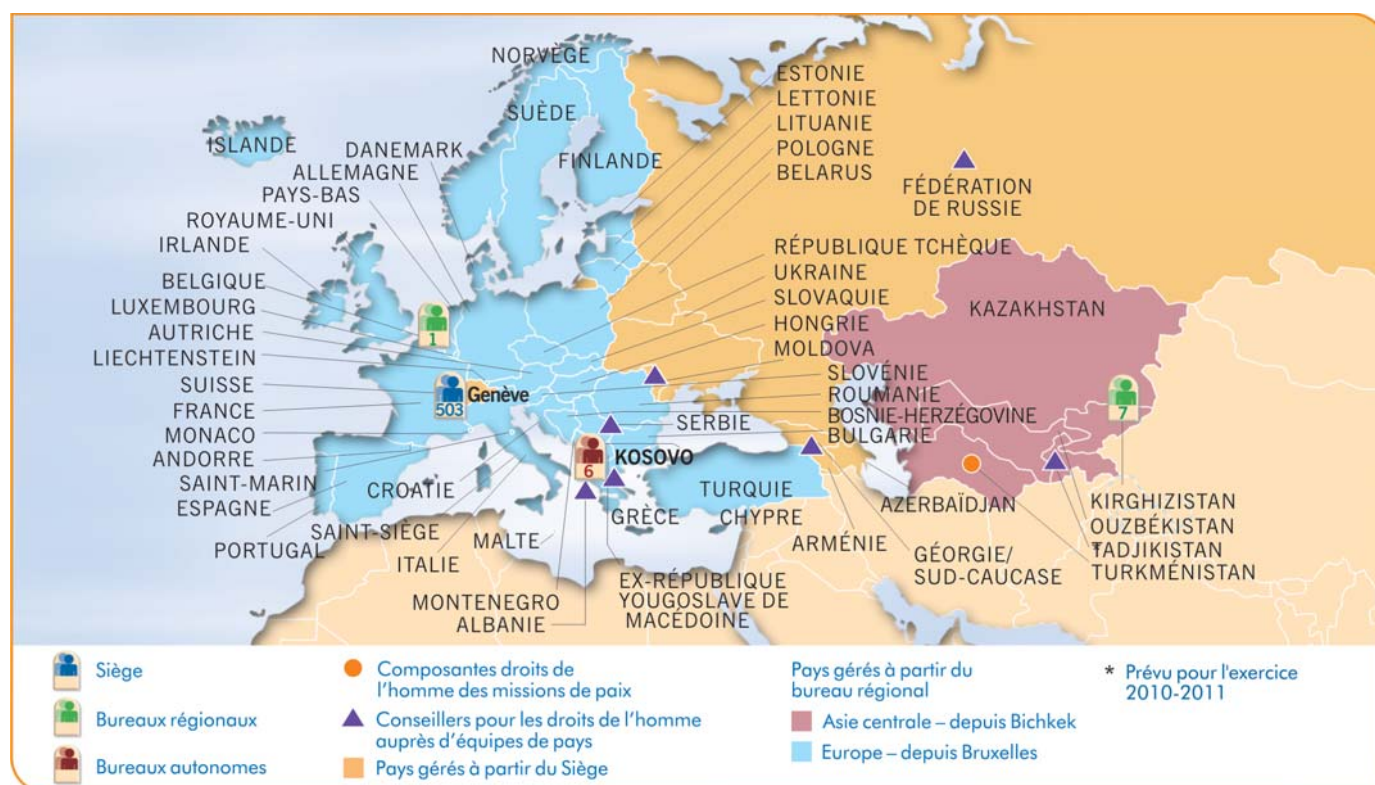 NORVÈGE
SUÈDE
FINLANDE
ISLANDE
DANEMARK
ALLEMAGNE
PAYS-BAS
ROYAUME-UNI
IRLANDE
BELGIQUE
LUXEMBOURG
AUTRICHE
LIECHTENSTEIN
SUISSE
FRANCE
MONACO
ANDORRE
SAINT-MARIN
ESPAGNE
PORTUGAL
CROATIE
SAINT-SIÈGE
ITALIE
MALTE
MONTENEGRO
ALBANIE
1
503
Genève
6
KOSOVO
SERBIE
GRÈCE
EX-RÉPUBLIQUE
YOUGOSLAVE DE
MACÉDOINE
TURQUIE
CHYPRE
ESTONIE
LETTONIE
LITUANIE
POLOGNE
BELARUS
RÉPUBLIQUE TCHÈQUE
UKRAINE
SLOVAQUIE
HONGRIE
MOLDOVA
SLOVÉNIE
ROUMANIE
BOSNIE-HERZÉGOVINE
BULGARIE
FÉDÉRATION
DE RUSSIE
KAZAKHSTAN
7
AZERBAÏDJAN
ARMÉNIE
GÉORGIE/
SUD-CAUCASE
KIRGHIZISTAN
OUZBÉKISTAN
*
TADJIKISTAN
TURKMÉNISTAN
Siège
Bureaux régionaux
Bureaux autonomes
Composantes droits de
l'homme des missions de paix
Conseillers pour les droits de l'homme
auprès d'équipes de pays
Pays gérés à partir du Siège
Pays gérés à partir du
bureau régional
Asie centrale – depuis Bichkek
Europe – depuis Bruxelles
* Prévu pour l'exercice
2010-2011